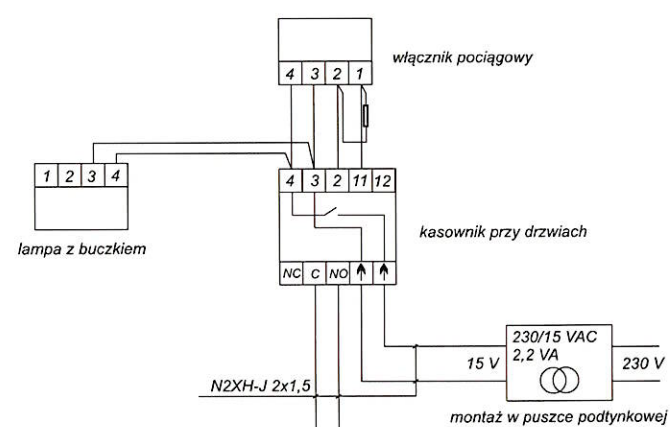 4 3 2 1
włącznik pociągowy
1 2 3 4
lampa z buczkiem
4 3 2 11 12
kasownik przy drzwiach
NC C NO
230/15 VAC
2,2 VA
15 V
230 V
N2XH-J 2x1,5
montaż w puszce podtynkowej